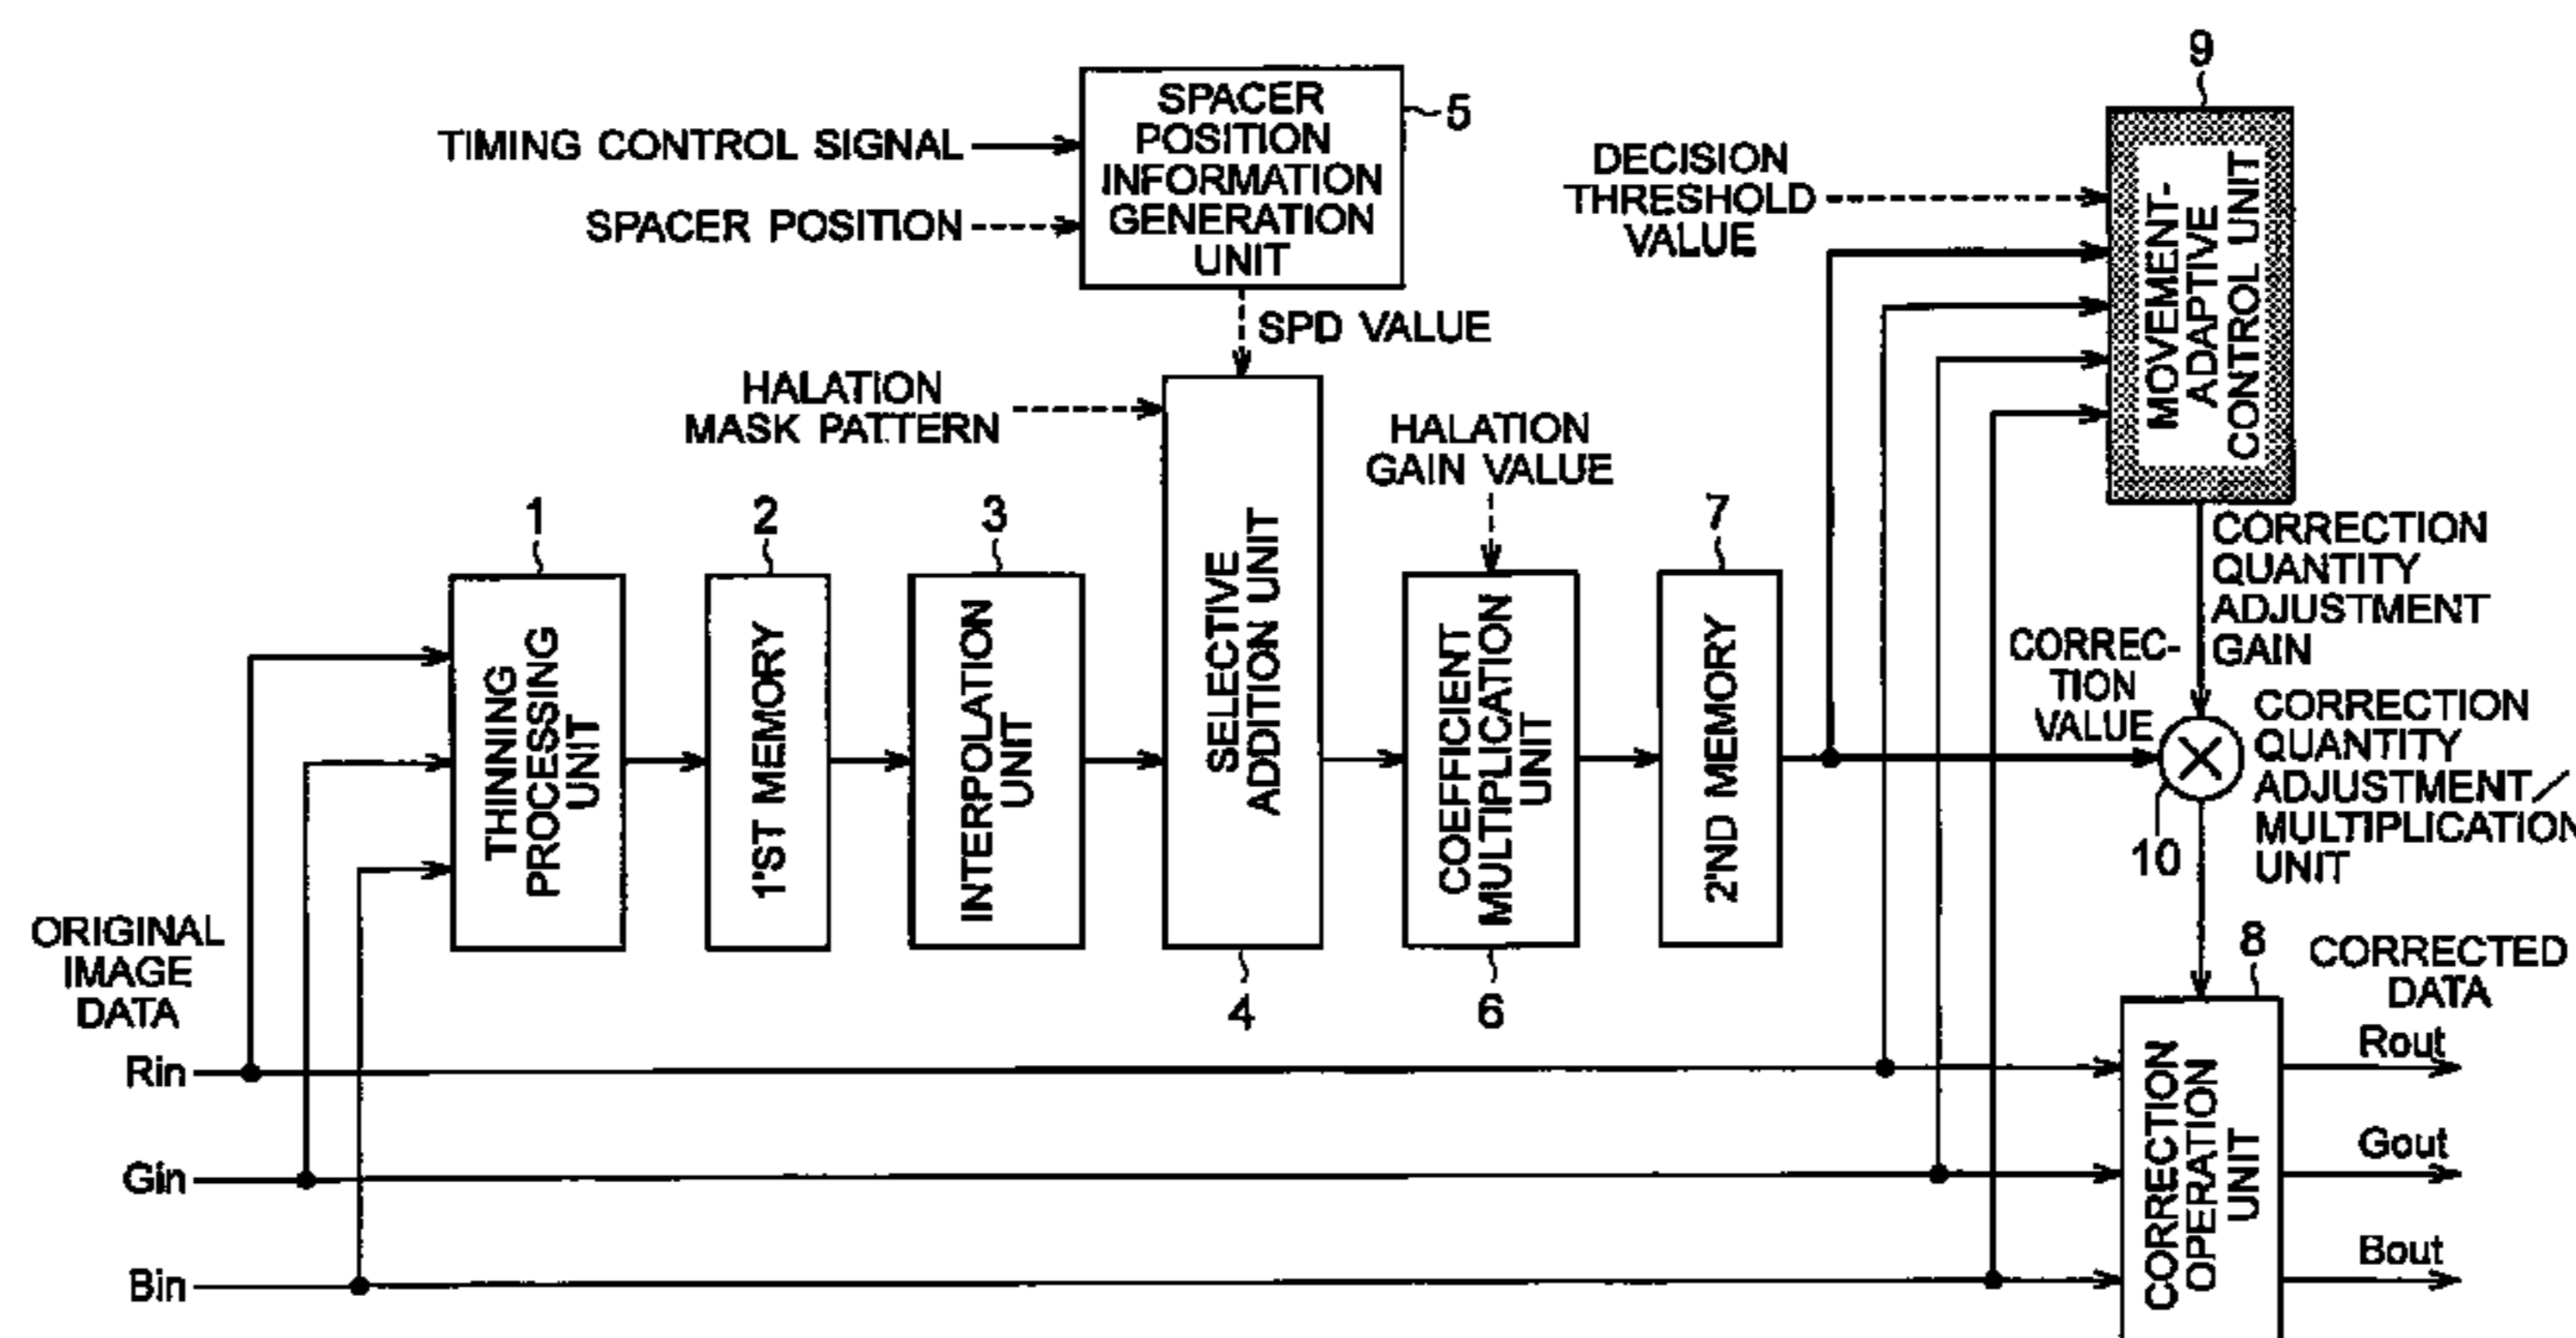 9
SPACER
POSITION
INFORMATION
GENERATION
UNIT
5
TIMING CONTROL SIGNAL
SPACER POSITION
DECISION
THRESHOLD
VALUE
MOVEMENT-
ADAPTIVE
CONTROL UNIT
SPD VALUE
HALATION
MASK PATTERN
HALATION
GAIN VALUE
1
2
3
7
THINNING
PROCESSING
UNIT
1'ST MEMORY
INTERPOLATION
UNIT
SELECTIVE
ADDITION UNIT
COEFFICIENT
MULTIPLICATION
UNIT
2'ND MEMORY
CORRECTION
QUANTITY
ADJUSTMENT
GAIN
CORREC-
TION
VALUE
CORRECTION
QUANTITY
ADJUSTMENT/
MULTIPLICATION
UNIT
10
4
6
8
ORIGINAL
IMAGE
DATA
CORRECTED
DATA
Rin
Gin
Bin
CORRECTION
OPERATION
UNIT
Rout
Gout
Bout